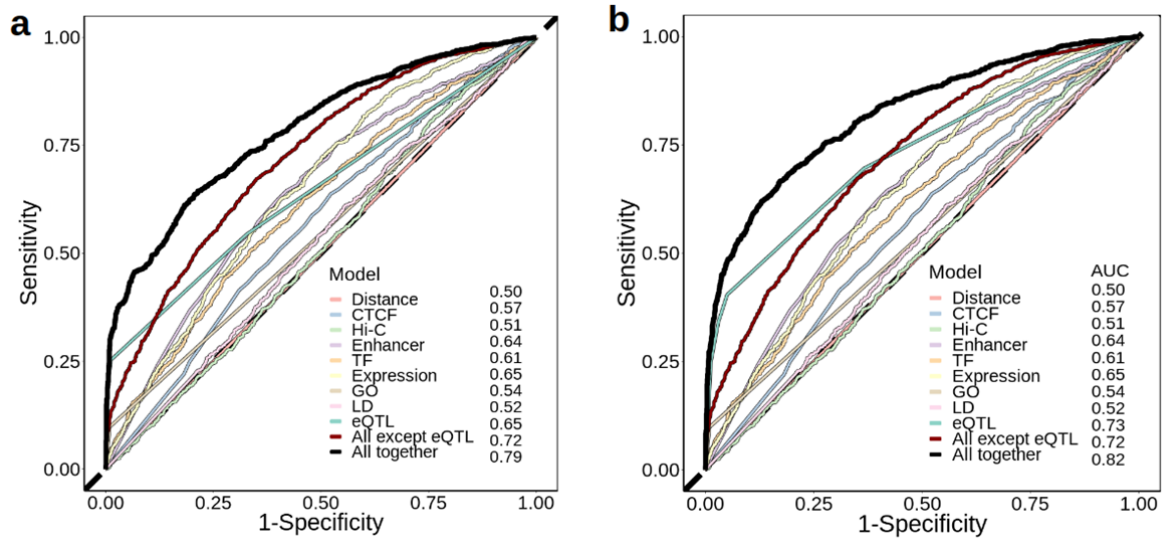 a
1.00
0.75
0.50
0.25
0.00
Sensitivity
Model
Distance 0.50
CTCF 0.57
Hi-C 0.51
Enhancer 0.64
TF 0.61
Expression 0.65
GO 0.54
LD 0.52
eQTL 0.65
All except eQTL 0.72
All together 0.79
0.00 0.25 0.50 0.75 1.00
1-Specificity
b
1.00
0.75
0.50
0.25
0.00
Sensitivity
Model AUC
Distance 0.50
CTCF 0.57
Hi-C 0.51
Enhancer 0.64
TF 0.61
Expression 0.65
GO 0.54
LD 0.52
eQTL 0.73
All except eQTL 0.72
All together 0.82
0.00 0.25 0.50 0.75 1.00
1-Specificity